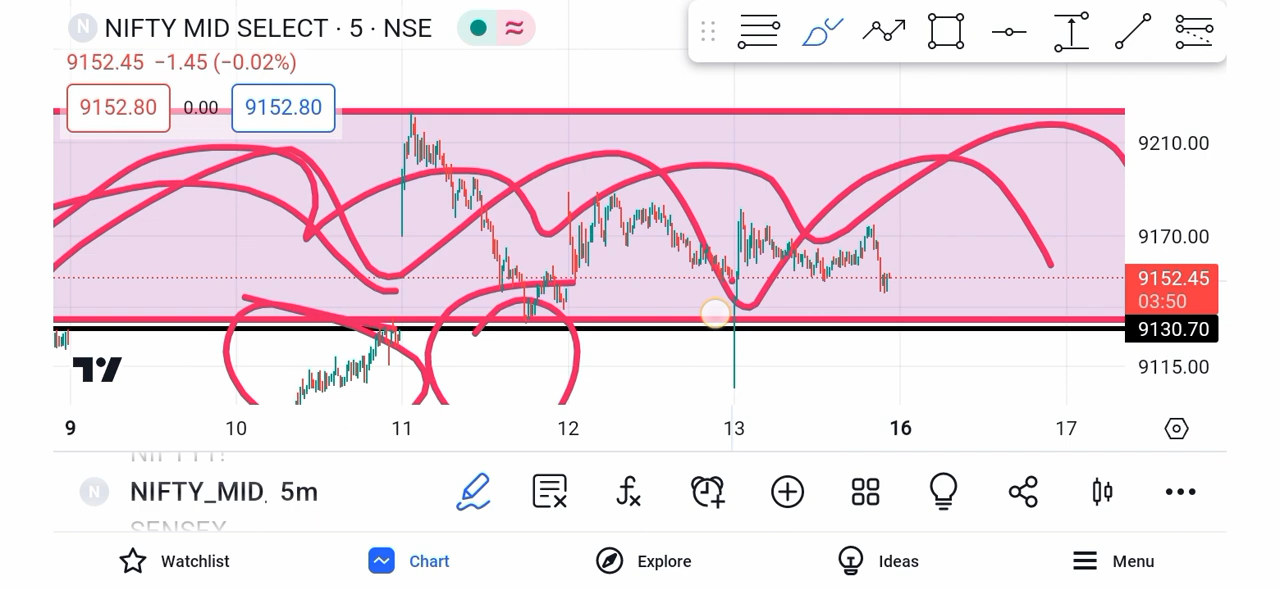 N NIFTY MID SELECT · 5 · NSE
9152.45 −1.45 (−0.02%)
9152.80 0.00 9152.80
9210.00
9170.00
9152.45
03:50
9130.70
9115.00
9 10 11 12 13 16 17
N NIFTY_MID 5m
SENSEX
Watchlist Chart Explore Ideas Menu